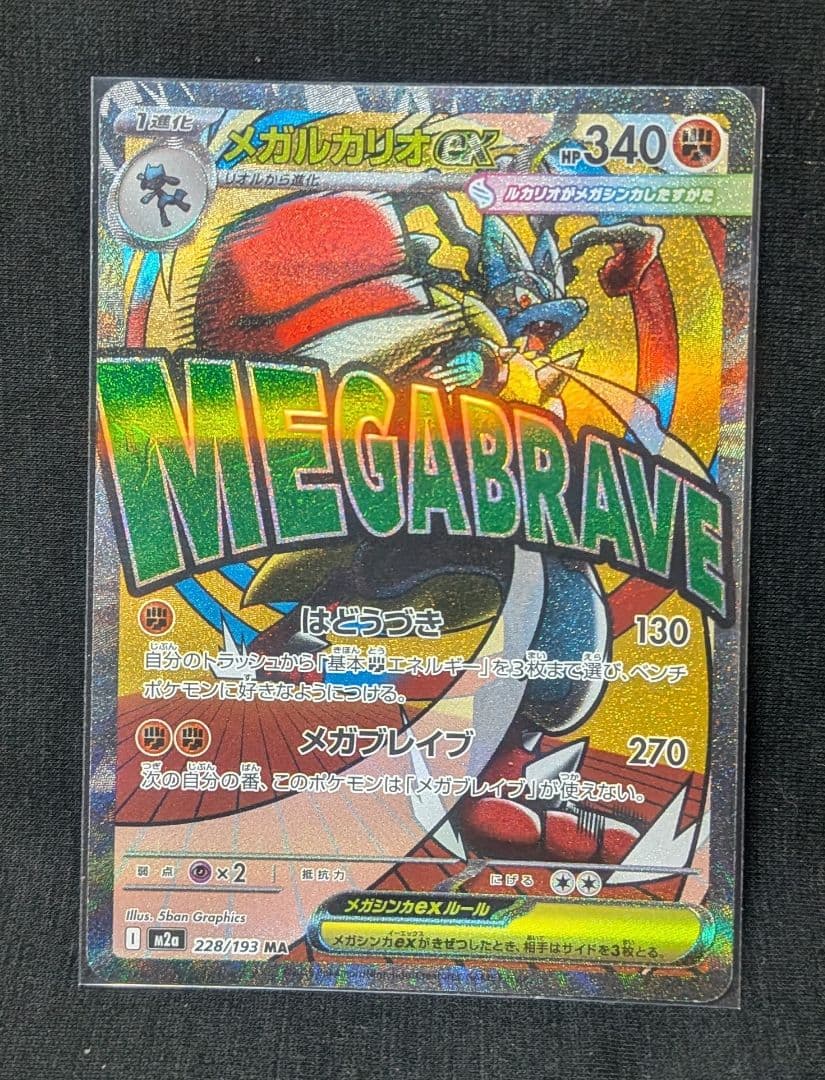 1進化
メガルカリオex
HP340
リオルから進化
ルカリオがメガシンカしたすがた
MEGABRAVE
はどうづき 130
自分のトラッシュから「基本エネルギー」を3枚まで選び、ベンチ
ポケモンに好きなようにつける。
メガブレイブ 270
次の自分の番、このポケモンは「メガブレイブ」が使えない。
弱点 ×2 抵抗力 にげる
メガシンカexルール
メガシンカexがきぜつしたとき、相手はサイドを3枚とる。
Illus. 5ban Graphics
I m2a 228/193 MA